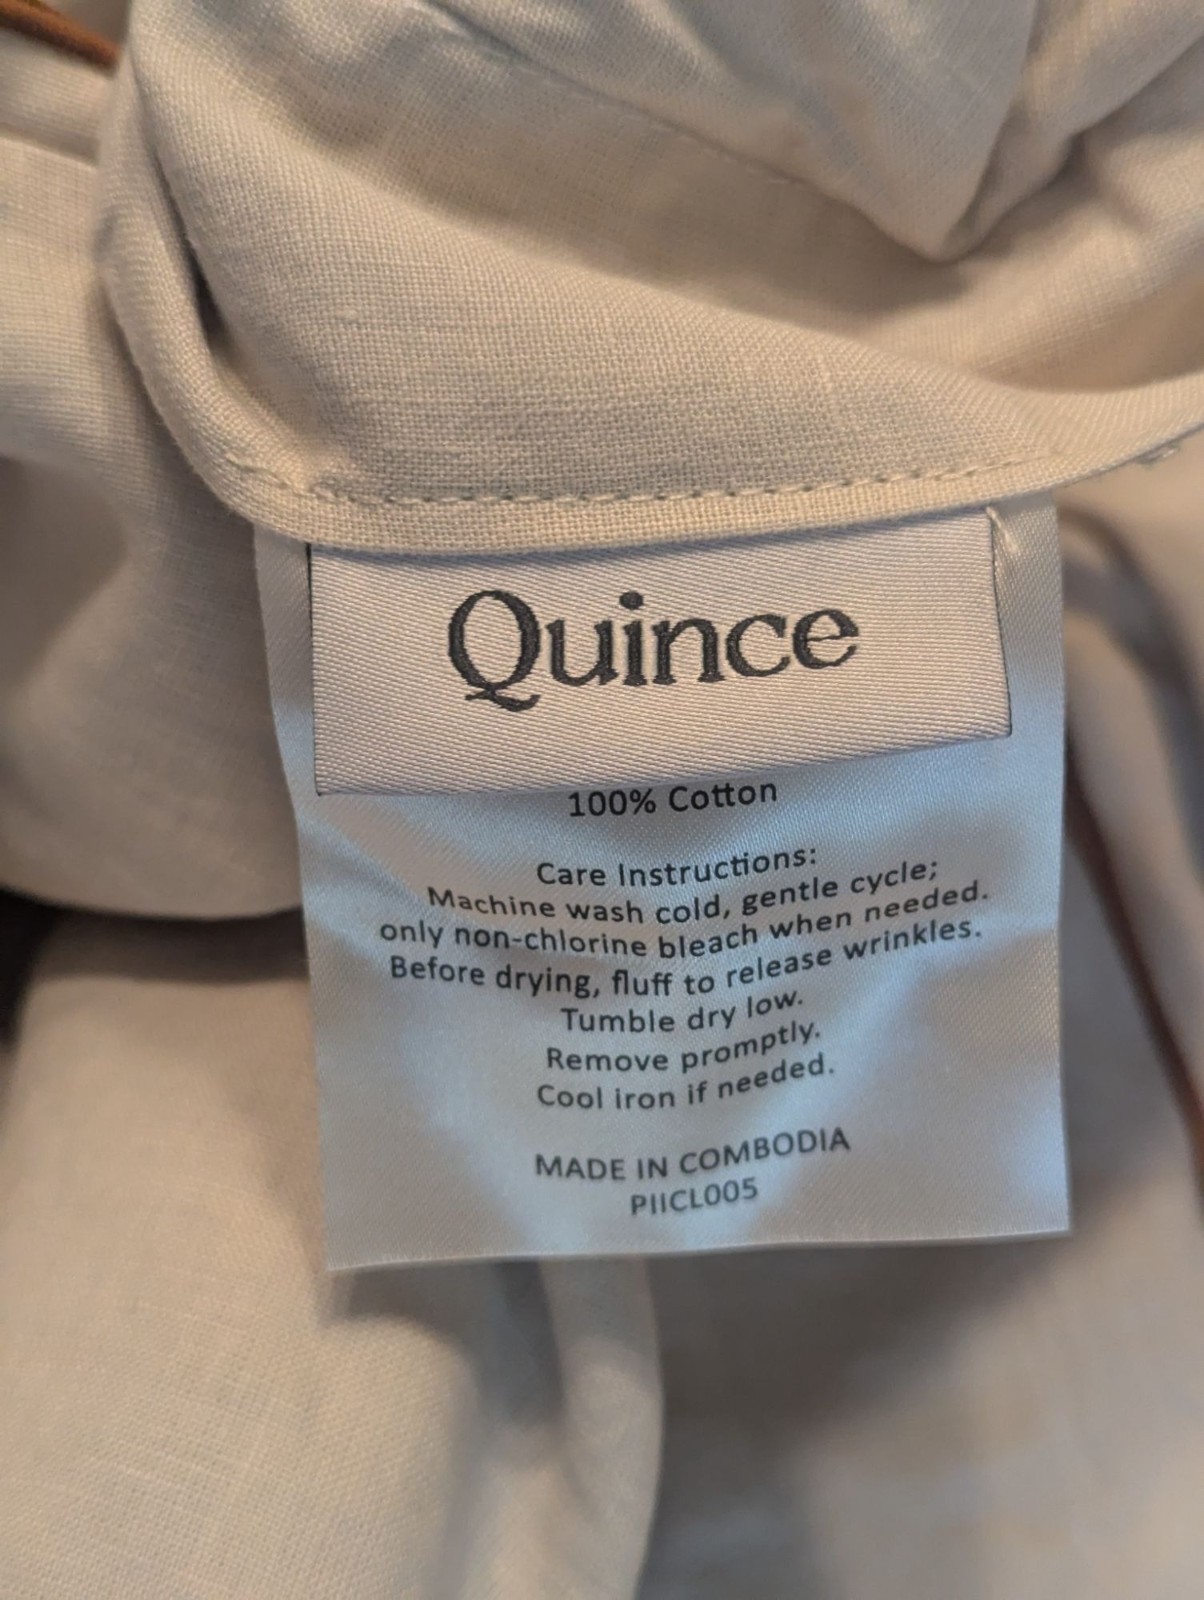 Quince
100% Cotton
Care Instructions:
Machine wash cold, gentle cycle;
only non-chlorine bleach when needed.
Before drying, fluff to release wrinkles.
Tumble dry low.
Remove promptly.
Cool iron if needed.
MADE IN COMBODIA
PIICL005